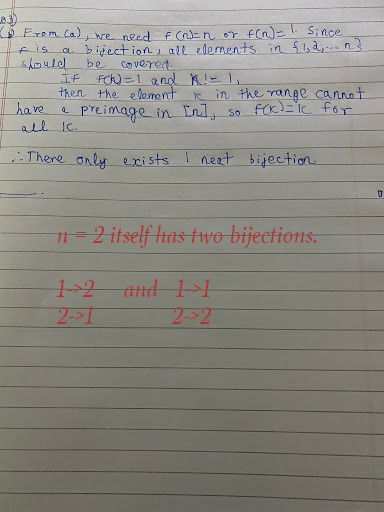 Q3)
(b) From (a), we need f(n)=n or f(n)=1. Since
f is a bijection, all elements in {1,2,...n}
should be covered.
If f(k)=1 and k!=1,
then the element k in the range cannot
have a preimage in [n], so f(k)=k for
all k.
∴ There only exists 1 neat bijection
n = 2 itself has two bijections.
1->2 and 1->1
2->1 2->2